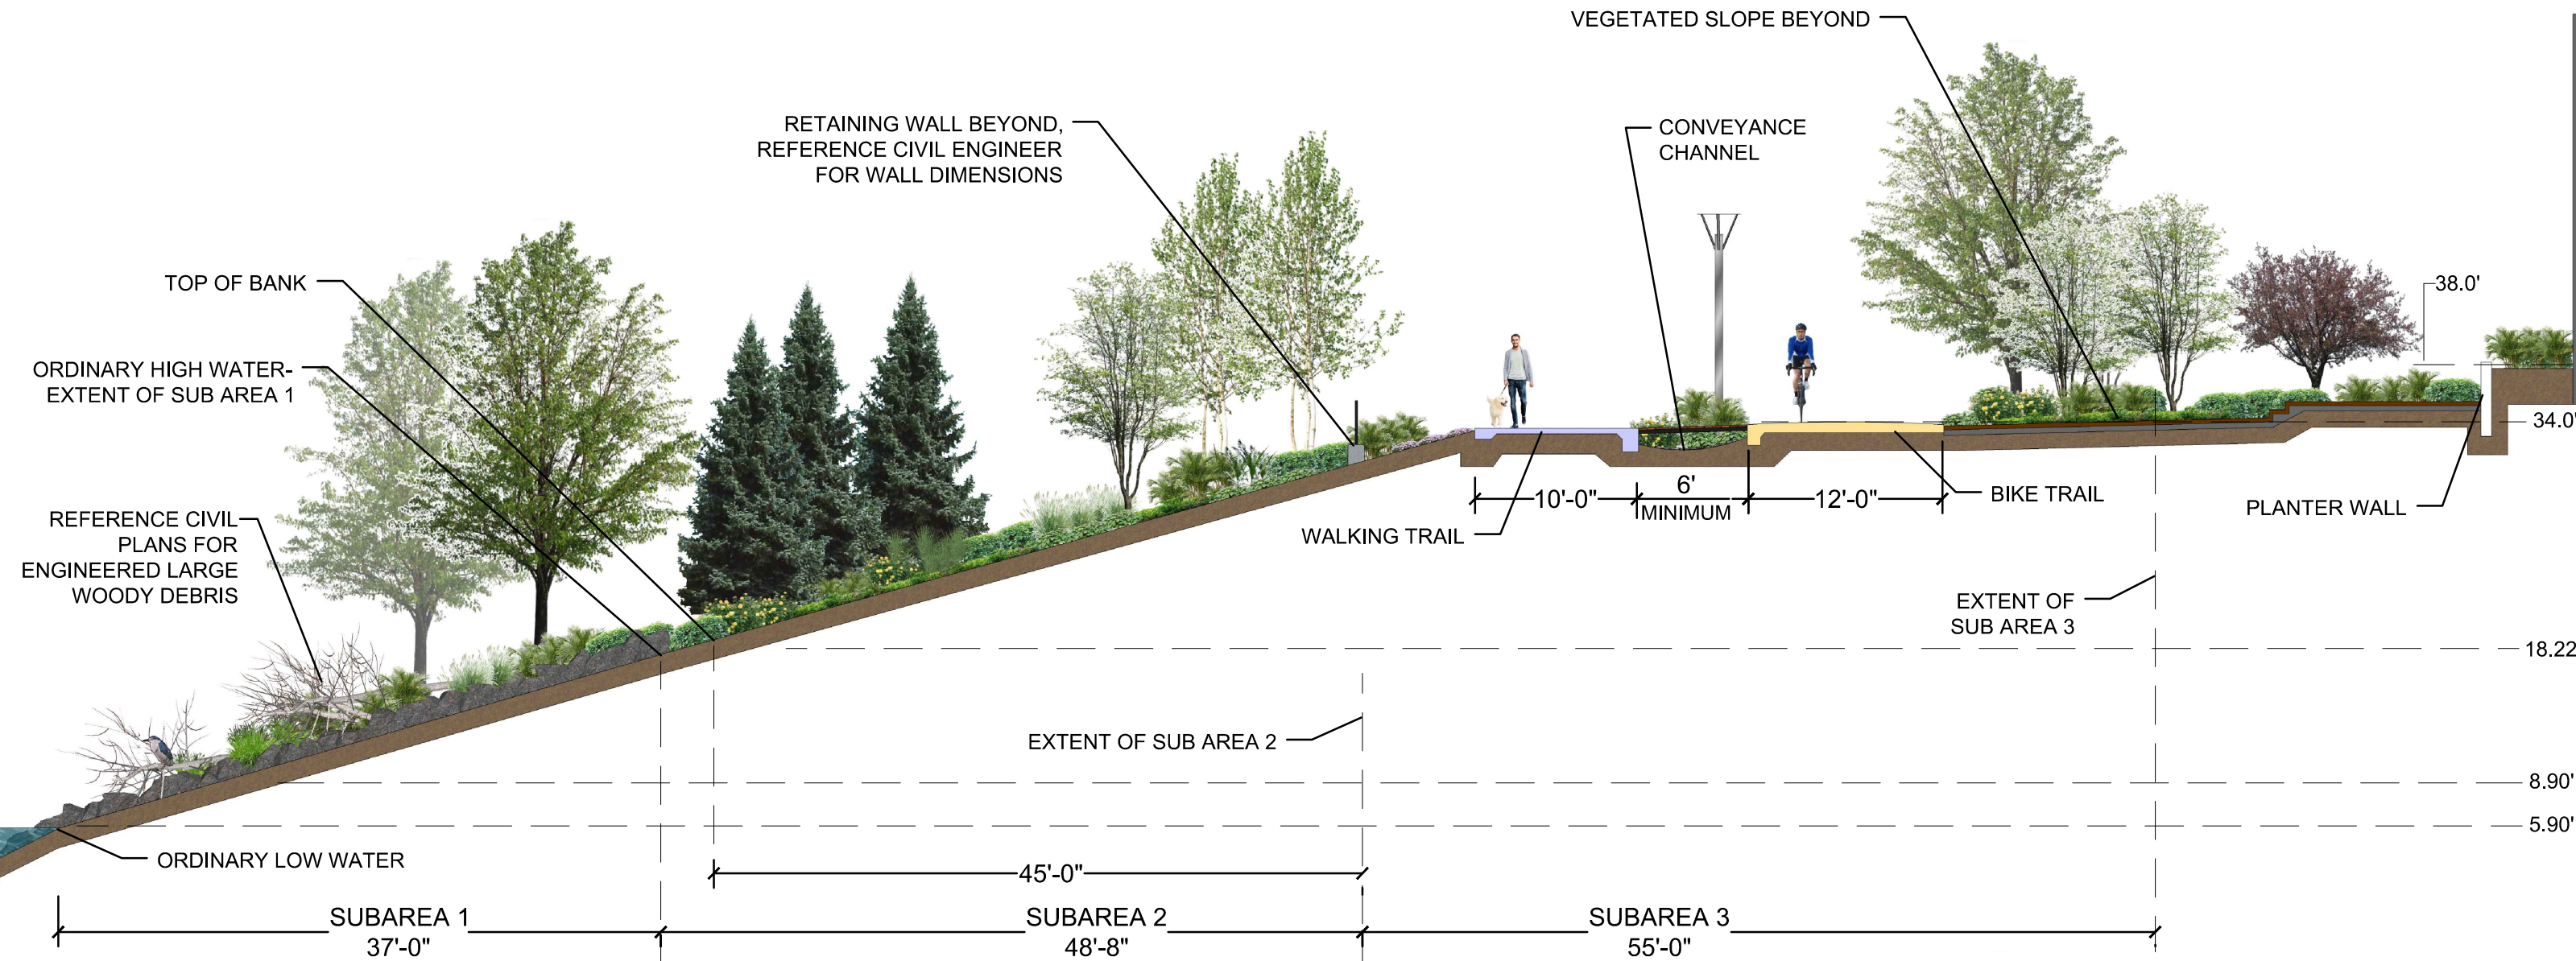 VEGETATED SLOPE BEYOND
RETAINING WALL BEYOND,
REFERENCE CIVIL ENGINEER
FOR WALL DIMENSIONS
CONVEYANCE
CHANNEL
TOP OF BANK
38.0'
ORDINARY HIGH WATER-
EXTENT OF SUB AREA 1
34.0'
REFERENCE CIVIL
PLANS FOR
ENGINEERED LARGE
WOODY DEBRIS
10'-0"
6'
MINIMUM
12'-0"
BIKE TRAIL
WALKING TRAIL
PLANTER WALL
EXTENT OF
SUB AREA 3
18.22
EXTENT OF SUB AREA 2
8.90'
5.90'
ORDINARY LOW WATER
45'-0"
SUBAREA 1
37'-0"
SUBAREA 2
48'-8"
SUBAREA 3
55'-0"